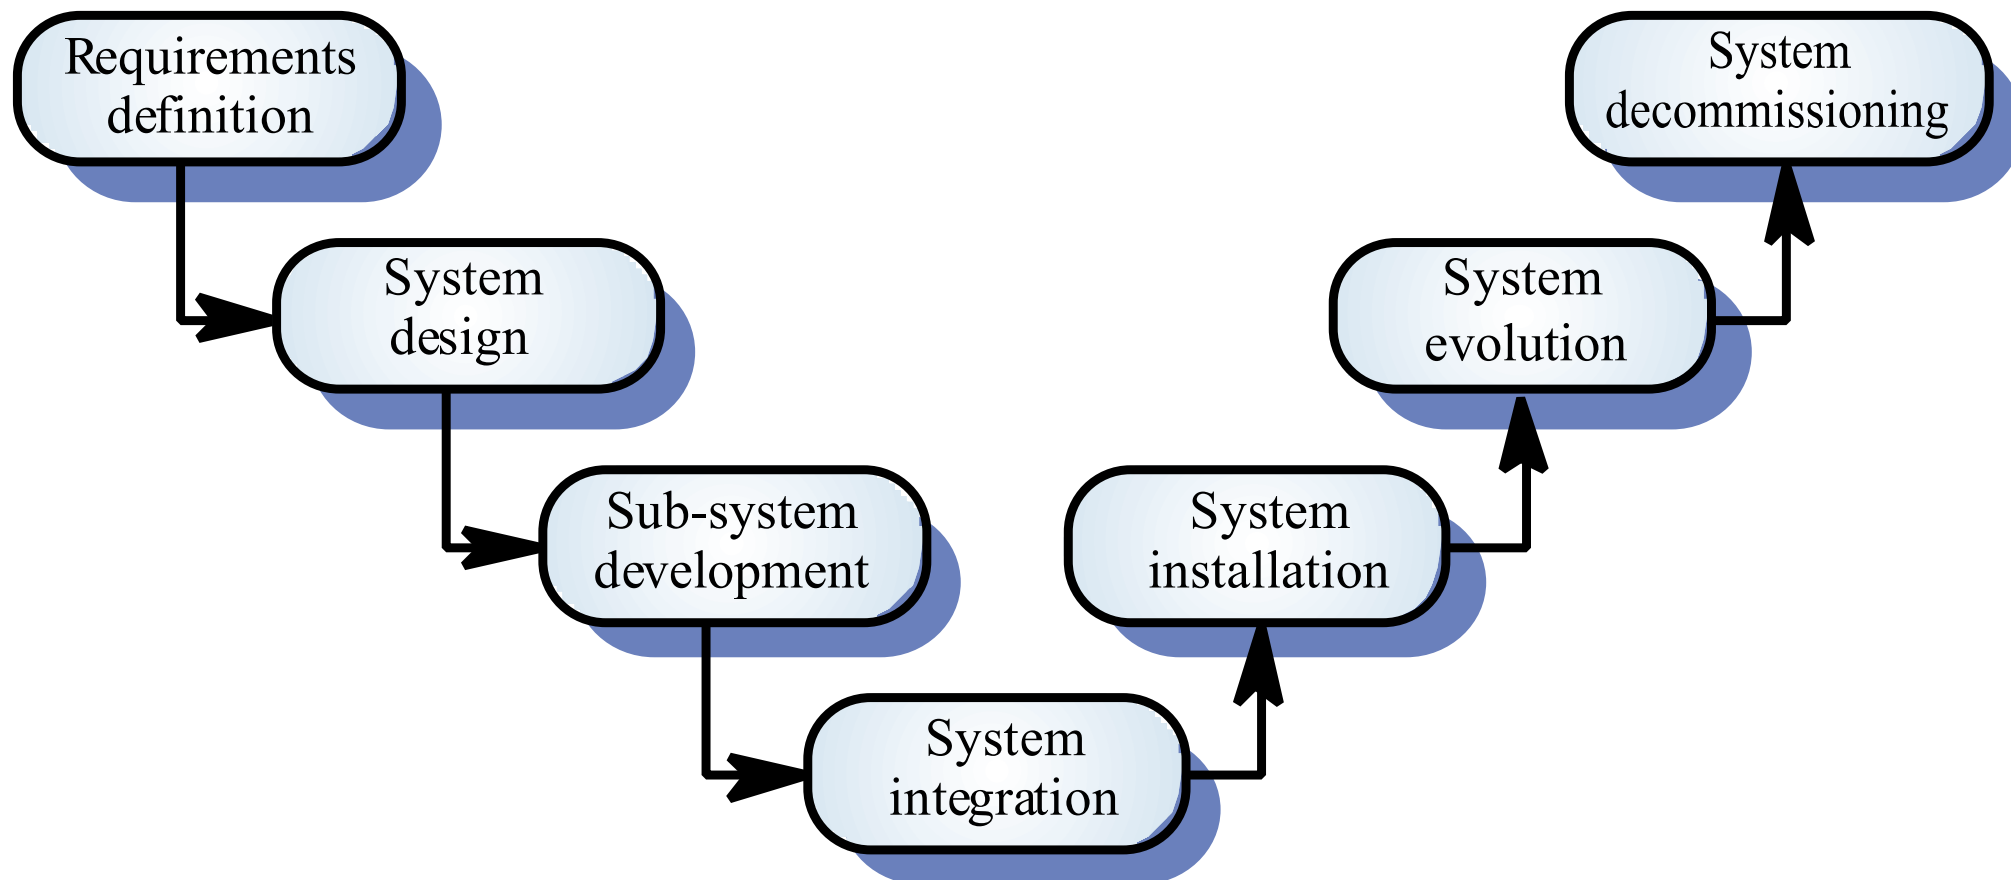 Requirements
definition
System
design
Sub-system
development
System
integration
System
installation
System
evolution
System
decommissioning